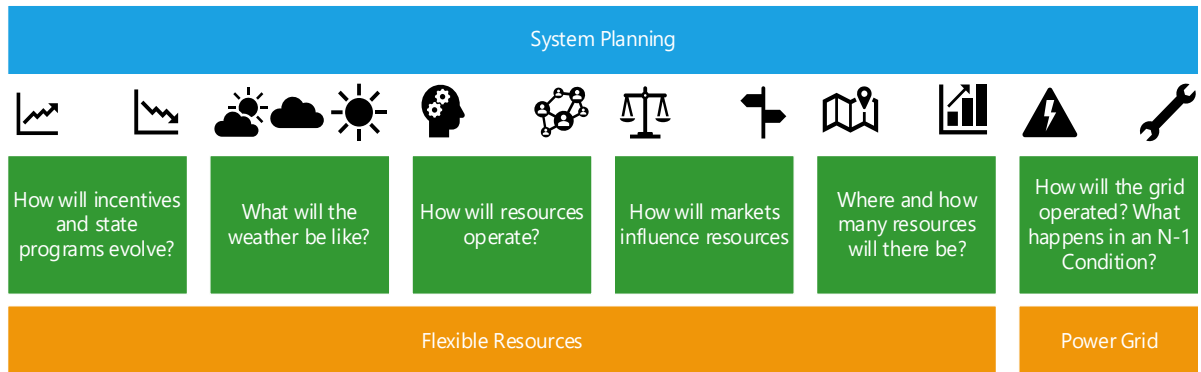 System Planning
How will incentives
and state
programs evolve?
What will the
weather be like?
How will resources
operate?
How will markets
influence resources
Where and how
many resources
will there be?
How will the grid
operated? What
happens in an N-1
Condition?
Flexible Resources
Power Grid